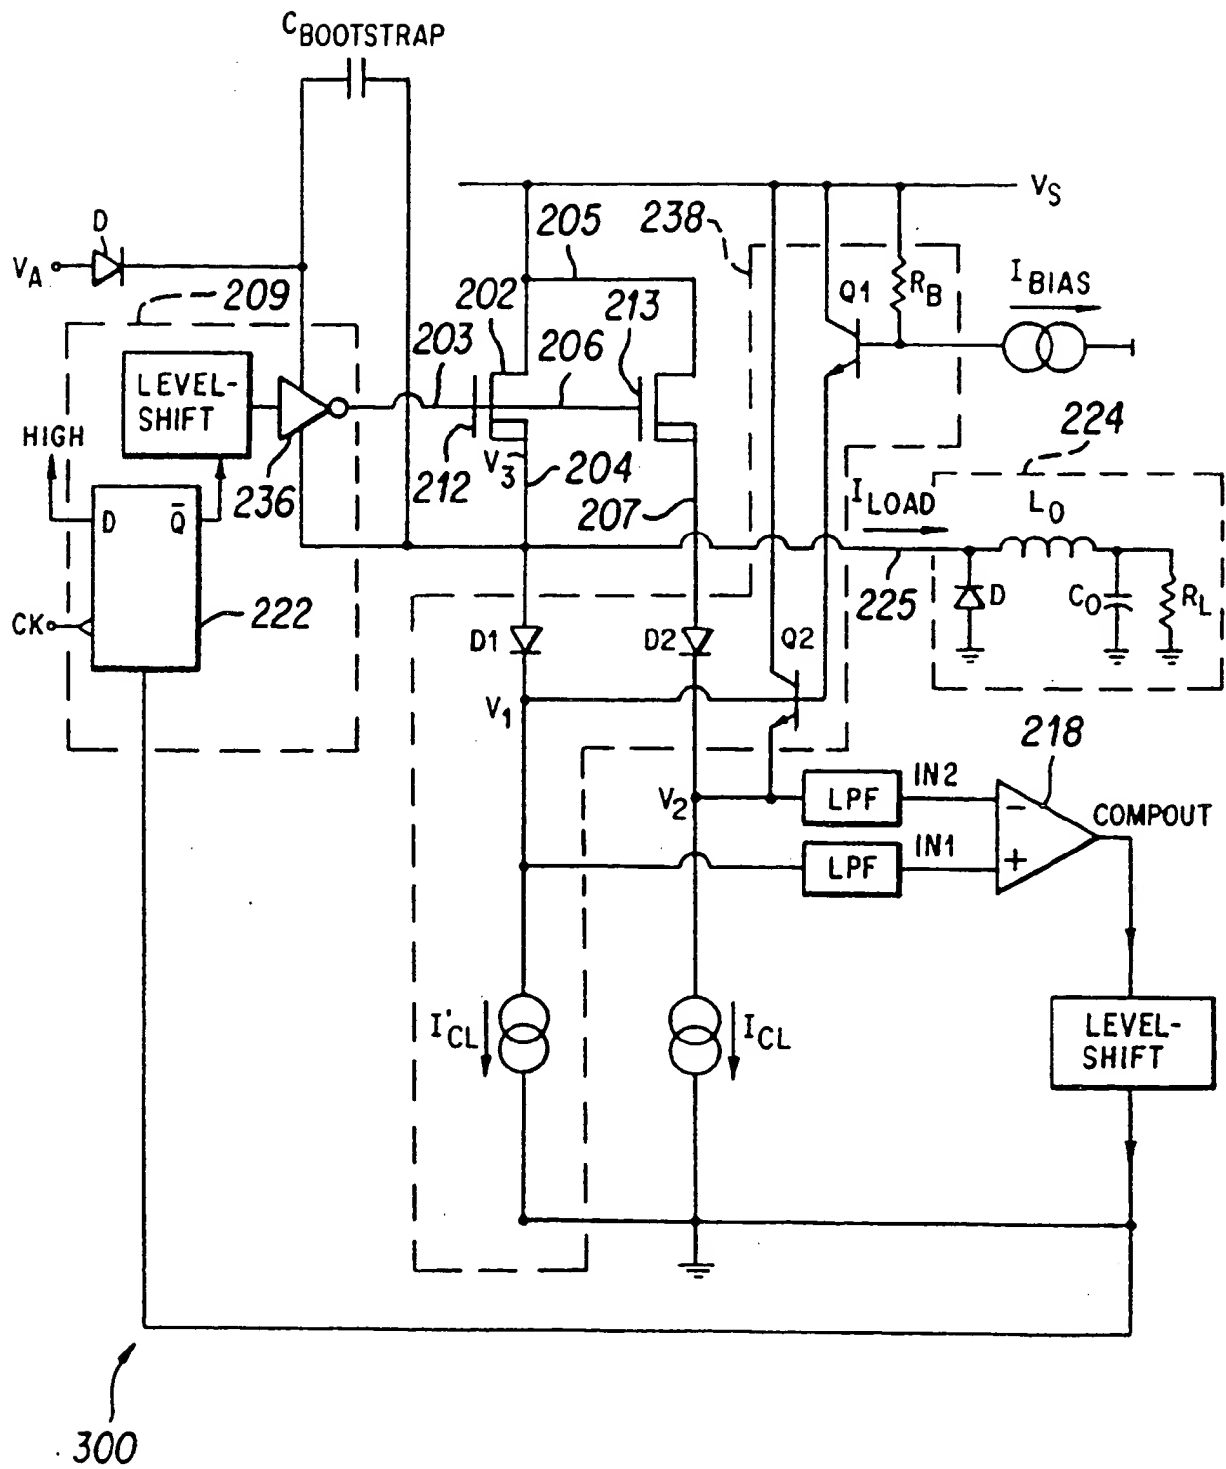 CBOOTSTRAP
VS
D
VA
209
205
238
202
213
Q1
RB
IBIAS
203
206
LEVEL-
SHIFT
HIGH
236
212
V3
204
207
224
ILOAD
LO
D
Q̄
225
D
CO
RL
CK
222
D1
D2
Q2
V1
218
V2
LPF
IN2
COMPOUT
−
LPF
IN1
+
I'CL
ICL
LEVEL-
SHIFT
300